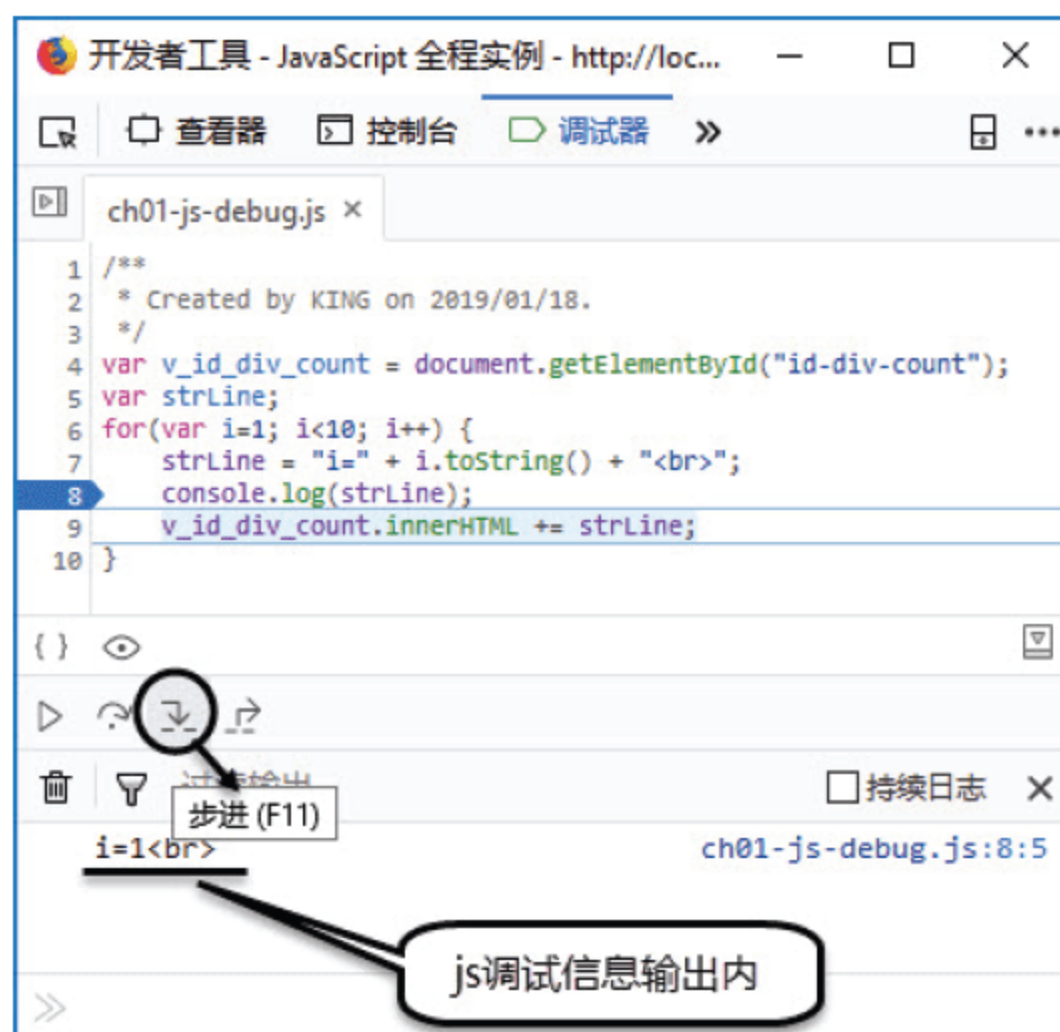 开发者工具 - JavaScript 全程实例 - http://loc...
查看器 控制台 调试器 »
ch01-js-debug.js ×
1 /**
2 * Created by KING on 2019/01/18.
3 */
4 var v_id_div_count = document.getElementById("id-div-count");
5 var strLine;
6 for(var i=1; i<10; i++) {
7 strLine = "i=" + i.toString() + "<br>";
8 console.log(strLine);
9 v_id_div_count.innerHTML += strLine;
10 }
{ }
持续日志
步进 (F11)
i=1<br> ch01-js-debug.js:8:5
js调试信息输出内
»